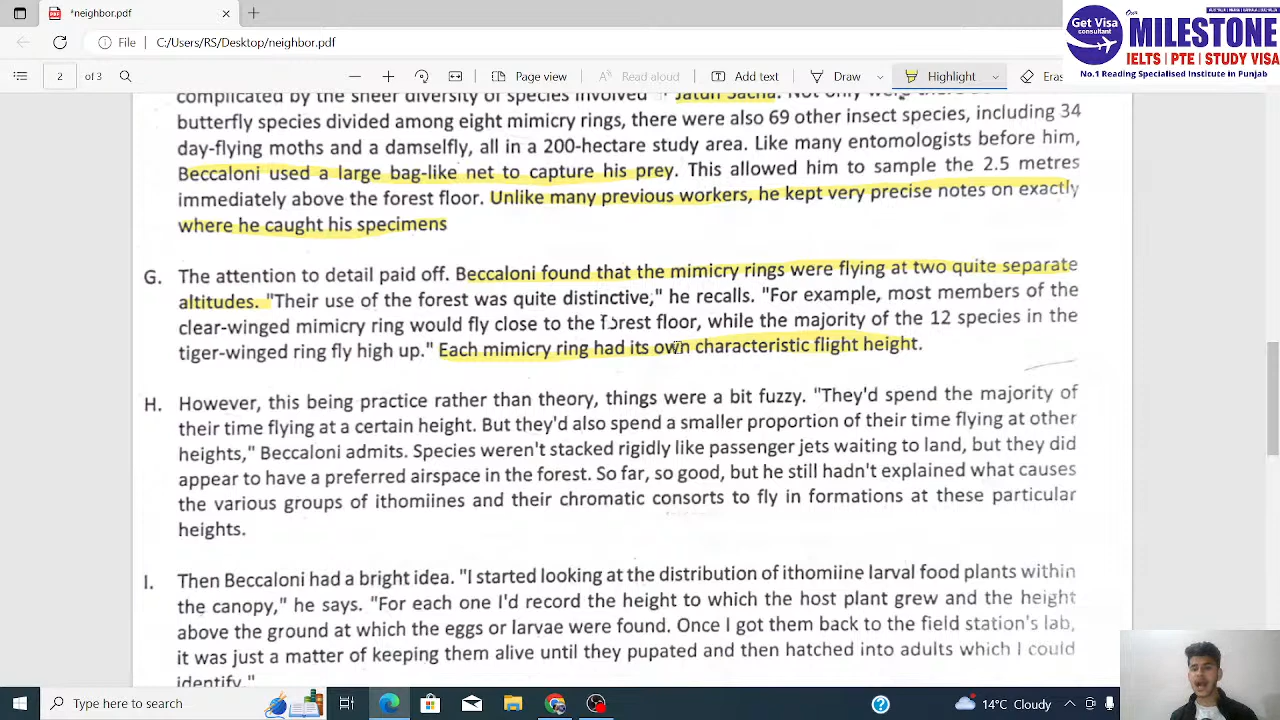 *neighbor.pdf
File
C:/Users/Neighbor.pdf
2
of 3
Page view
Read aloud
Add text
Draw
Highlight
Eras
Get Visa
consultant
Our
MILESTONE
IELTS | PTE | STUDY VISA
No.1 Reading Specialised Institute in Punjab
complicated by the sheer diversity of species involved Jatun Sacha. Not only were there
butterfly species divided among eight mimicry rings, there were also 69 other insect species, including 34
day-flying moths and a damselfly, all in a 200-hectare study area. Like many entomologists before him,
Beccaloni used a large bag-like net to capture his prey. This allowed him to sample the 2.5 metres
immediately above the forest floor. Unlike many previous workers, he kept very precise notes on exactly
where he caught his specimens
G. The attention to detail paid off. Beccaloni found that the mimicry rings were flying at two quite separate
altitudes. "Their use of the forest was quite distinctive," he recalls. "For example, most members of the
clear-winged mimicry ring would fly close to the forest floor, while the majority of the 12 species in the
tiger-winged ring fly high up." Each mimicry ring had its own characteristic flight height.
H. However, this being practice rather than theory, things were a bit fuzzy. "They'd spend the majority of
their time flying at a certain height. But they'd also spend a smaller proportion of their time flying at other
heights," Beccaloni admits. Species weren't stacked rigidly like passenger jets waiting to land, but they did
appear to have a preferred airspace in the forest. So far, so good, but he still hadn't explained what causes
the various groups of ithomiines and their chromatic consorts to fly in formations at these particular
heights.
I. Then Beccaloni had a bright idea. "I started looking at the distribution of ithomiine larval food plants within
the canopy," he says. "For each one I'd record the height to which the host plant grew and the height
above the ground at which the eggs or larvae were found. Once I got them back to the field station's lab,
it was just a matter of keeping them alive until they pupated and then hatched into adults which I could
identify."
Type here to search
14°C Cloudy